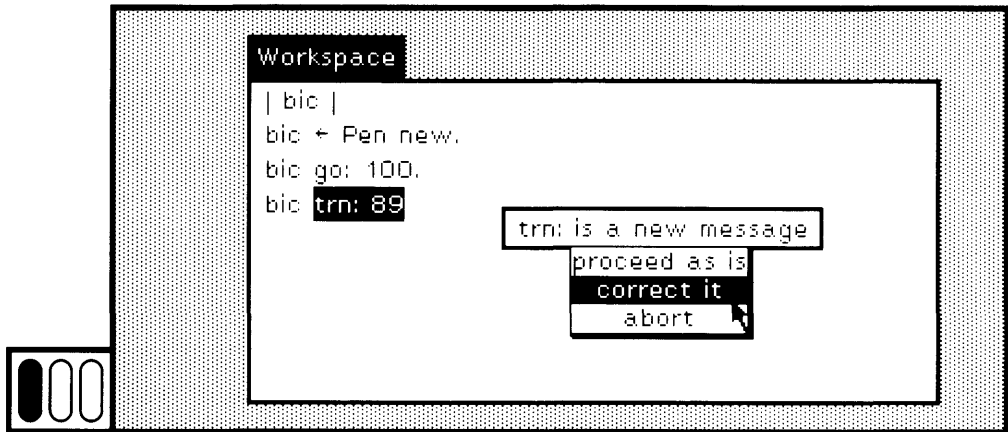 Workspace
| bic |
bic ← Pen new.
bic go: 100.
bic trn: 89
trn: is a new message
proceed as is
correct it
abort